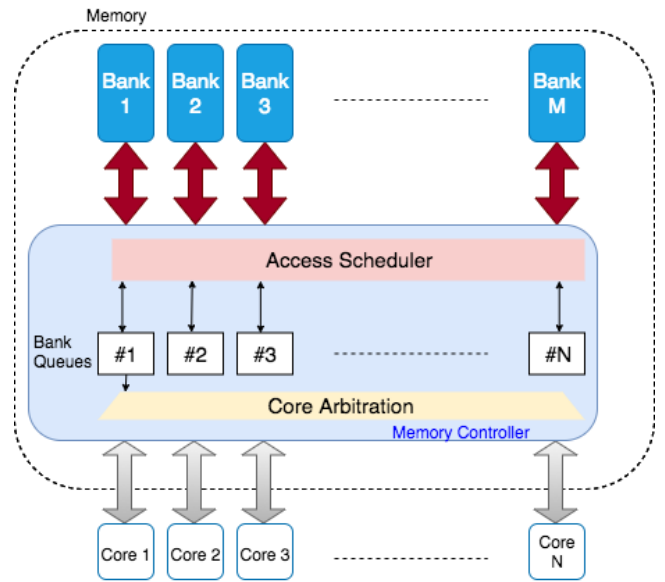 Memory
Bank
1
Bank
2
Bank
3
Bank
M
Access Scheduler
Bank
Queues
#1
#2
#3
#N
Core Arbitration
Memory Controller
Core 1
Core 2
Core 3
Core
N